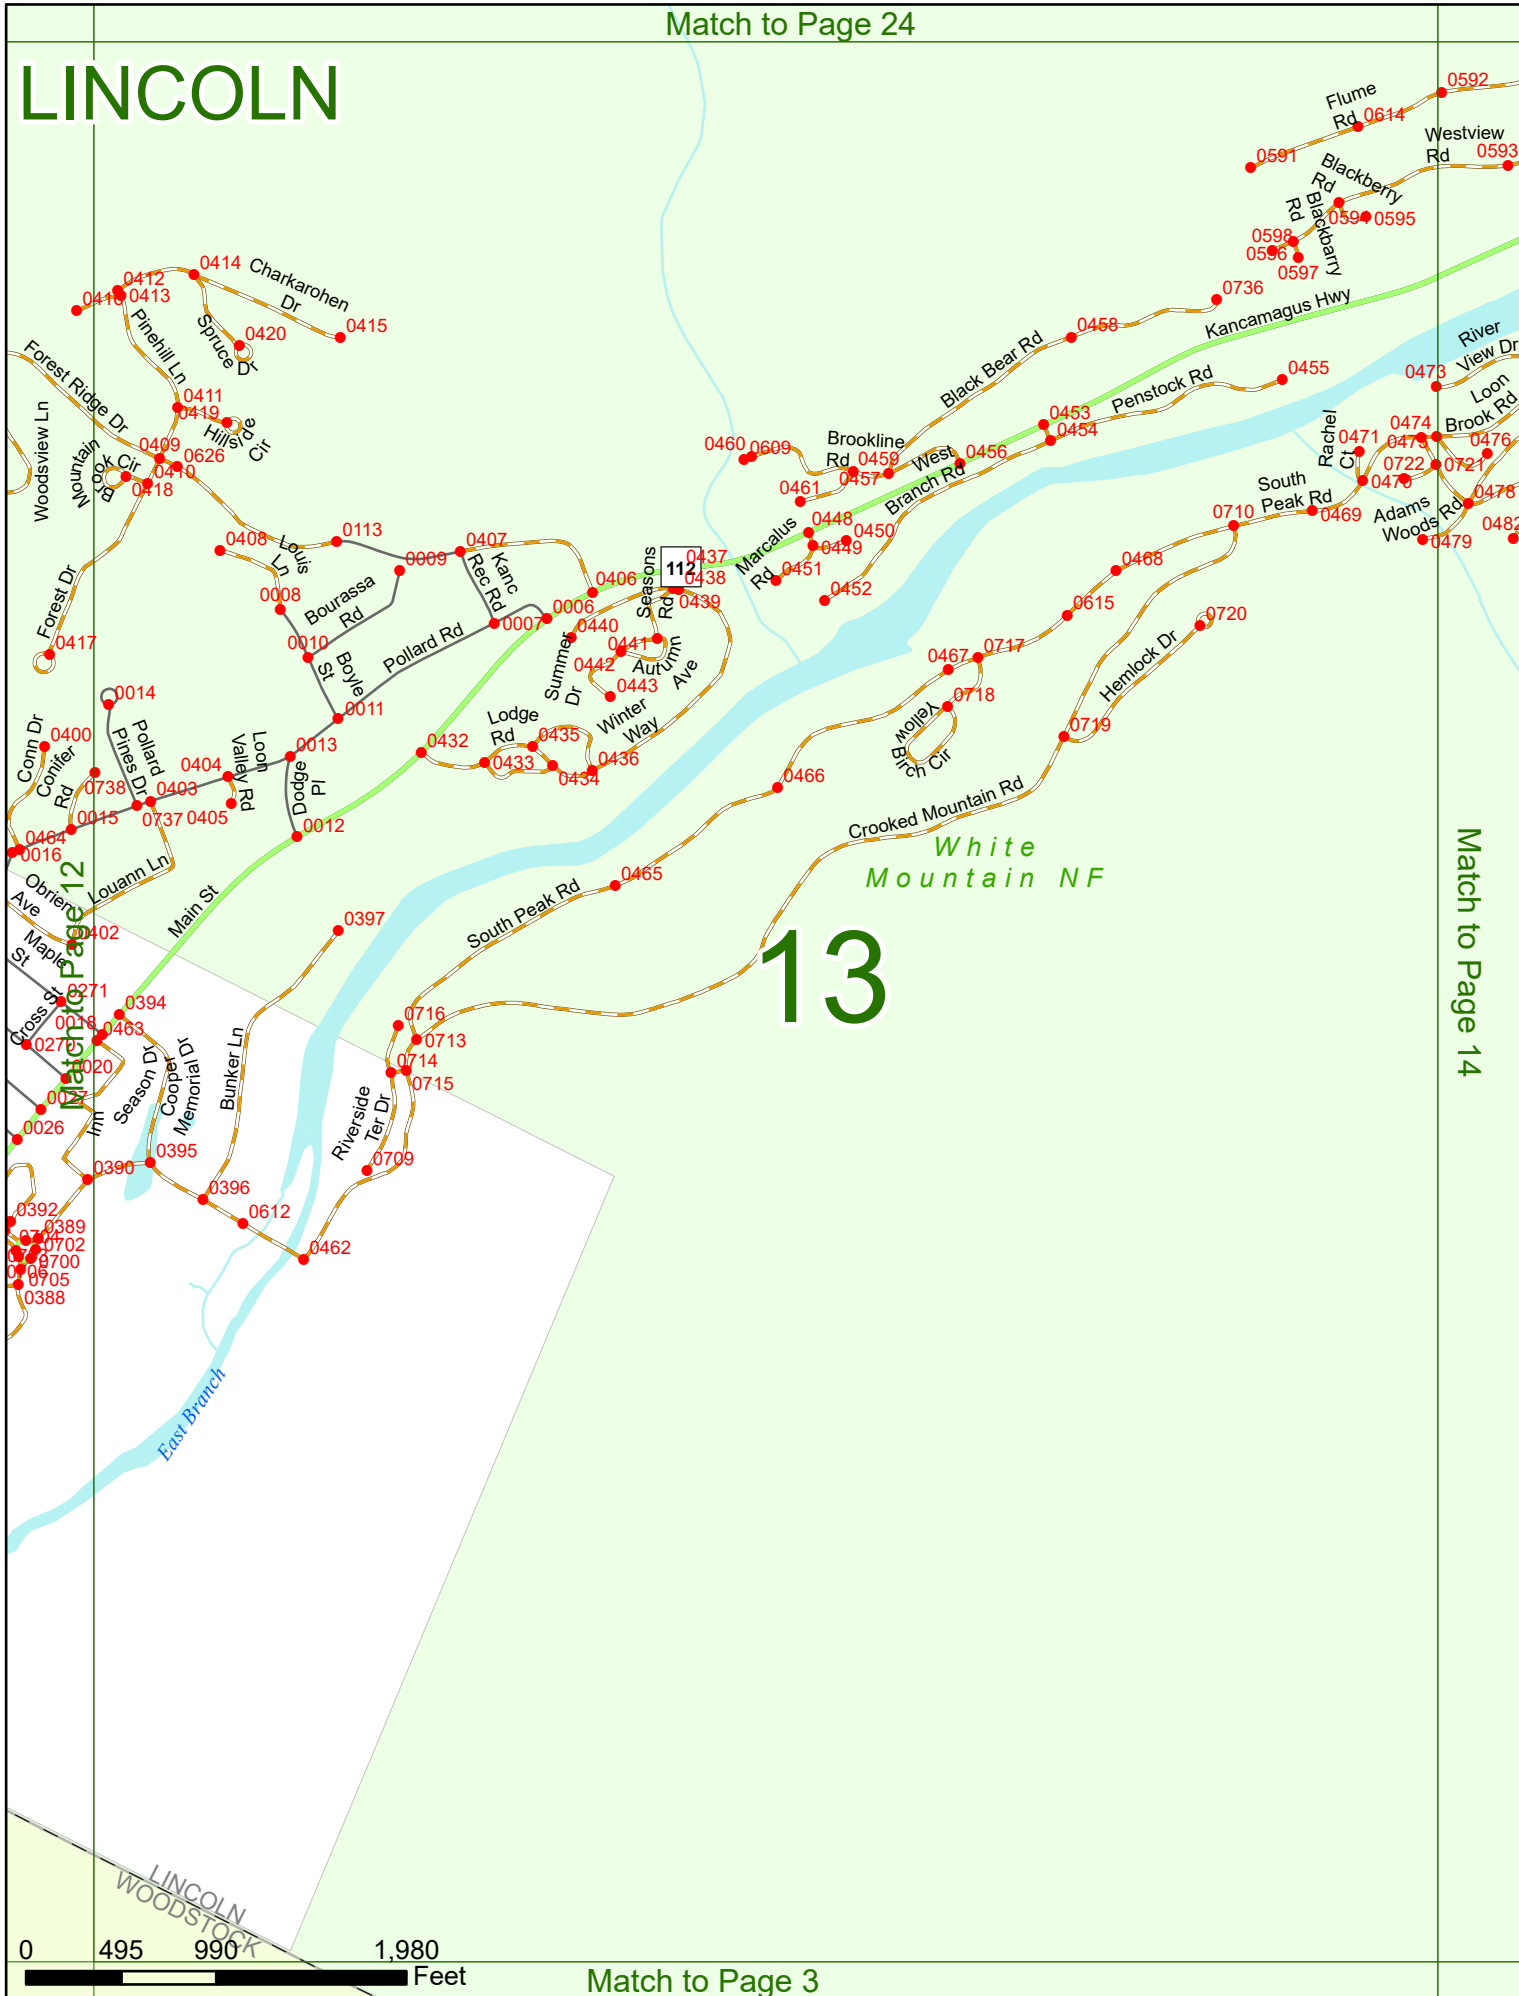 Match to Page 24
LINCOLN
0592
Flume
Rd
0614
Westview
Rd
0593
0591
Blackberry
Rd
0594
0595
Blackbarry
Rd
0598
0596
0597
0414
Charkarohen
Dr
0412
0413
0416
0736
Kancamagus Hwy
River
View Dr
Pinehill Ln
Spruce Dr
0420
0415
0458
Black Bear Rd
Forest Ridge Dr
Penstock Rd
0455
0473
Loon
Brook Rd
0411
0419
Hillside
Cir
0453
0454
Rachel
Ct
0471
0474
0475
0476
Woodsview Ln
Mountain
Brook Cir
0409
0626
0410
0418
0460
0609
Brookline
Rd
0459
0457
West
Branch Rd
0456
0722
0721
0470
South
Peak Rd
0469
Adams
Woods Rd
0478
0461
0710
0479
0482
0408
Louis
Ln
0113
0407
0009
Kanc
Rec Rd
Seasons
Rd
112
0437
0438
0439
Marcalus
Rd
0448
0450
0449
0451
0452
0468
0406
0008
Bourassa
Rd
0006
0007
0615
0720
Forest Dr
0417
0010
Boyle
St
Pollard Rd
0440
0441
0442
Summer
Dr
Autumn
Ave
0443
0717
0467
Hemlock Dr
0014
0011
Winter
Way
0718
Yellow
Birch Cir
0719
Conn Dr
0400
Conifer
Rd
Pollard
Pines Dr
0013
Loon
Valley Rd
0404
Lodge
Rd
0435
0432
0433
0434
0436
0738
0403
0737
0405
Dodge
Pl
0466
Crooked Mountain Rd
0015
0464
0016
0012
White
Mountain NF
Match to Page 12
Match to Page 14
Obrien
Ave
Louann Ln
0402
Main St
0465
South Peak Rd
0397
13
Maple
St
0271
Cross St
0394
0018
0463
0270
0716
0713
0020
Season Dr
Inn
Cooper
Memorial Dr
Bunker Ln
0714
0715
0027
Riverside
Ter Dr
0026
0395
0709
0390
0396
0392
0612
0389
0704
0702
0700
0462
0706
0705
0388
East Branch
LINCOLN
WOODSTOCK
0 495 990 1,980
Feet
Match to Page 3